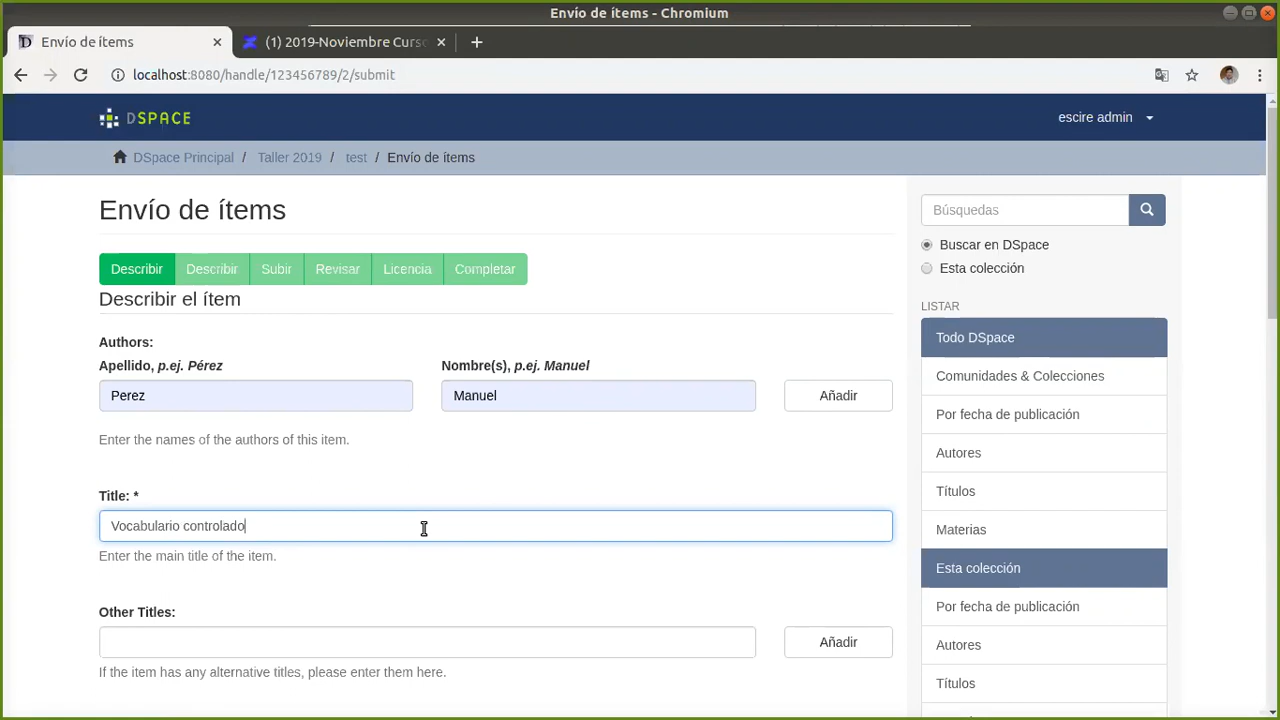 Envío de ítems - Chromium
Envío de ítems
(1) 2019-Noviembre Curs
localhost:8080/handle/123456789/2/submit
DSPACE
escire admin
DSpace Principal / Taller 2019 / test / Envío de ítems
Envío de ítems
Describir Describir Subir Revisar Licencia Completar
Describir el ítem
Authors:
Apellido, p.ej. Pérez
Nombre(s), p.ej. Manuel
Perez
Manuel
Añadir
Enter the names of the authors of this item.
Title: *
Vocabulario controlado
Enter the main title of the item.
Other Titles:
Añadir
If the item has any alternative titles, please enter them here.
Búsquedas
Buscar en DSpace
Esta colección
LISTAR
Todo DSpace
Comunidades & Colecciones
Por fecha de publicación
Autores
Títulos
Materias
Esta colección
Por fecha de publicación
Autores
Títulos